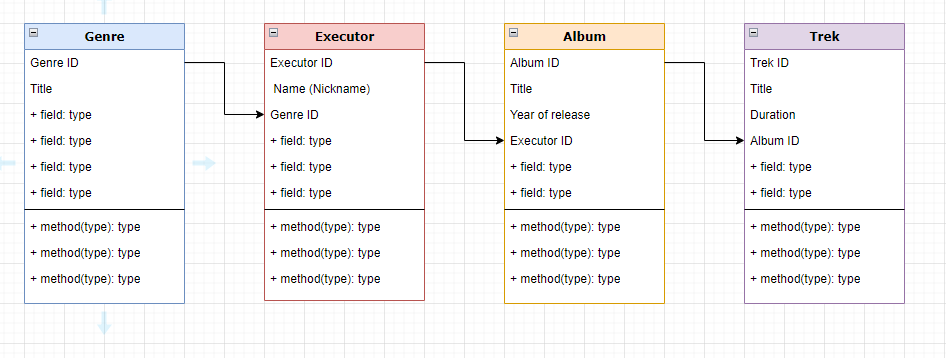 Genre
Genre ID
Title
+ field: type
+ field: type
+ field: type
+ field: type
+ method(type): type
+ method(type): type
+ method(type): type
Executor
Executor ID
Name (Nickname)
Genre ID
+ field: type
+ field: type
+ field: type
+ method(type): type
+ method(type): type
+ method(type): type
Album
Album ID
Title
Year of release
Executor ID
+ field: type
+ field: type
+ method(type): type
+ method(type): type
+ method(type): type
Trek
Trek ID
Title
Duration
Album ID
+ field: type
+ field: type
+ method(type): type
+ method(type): type
+ method(type): type